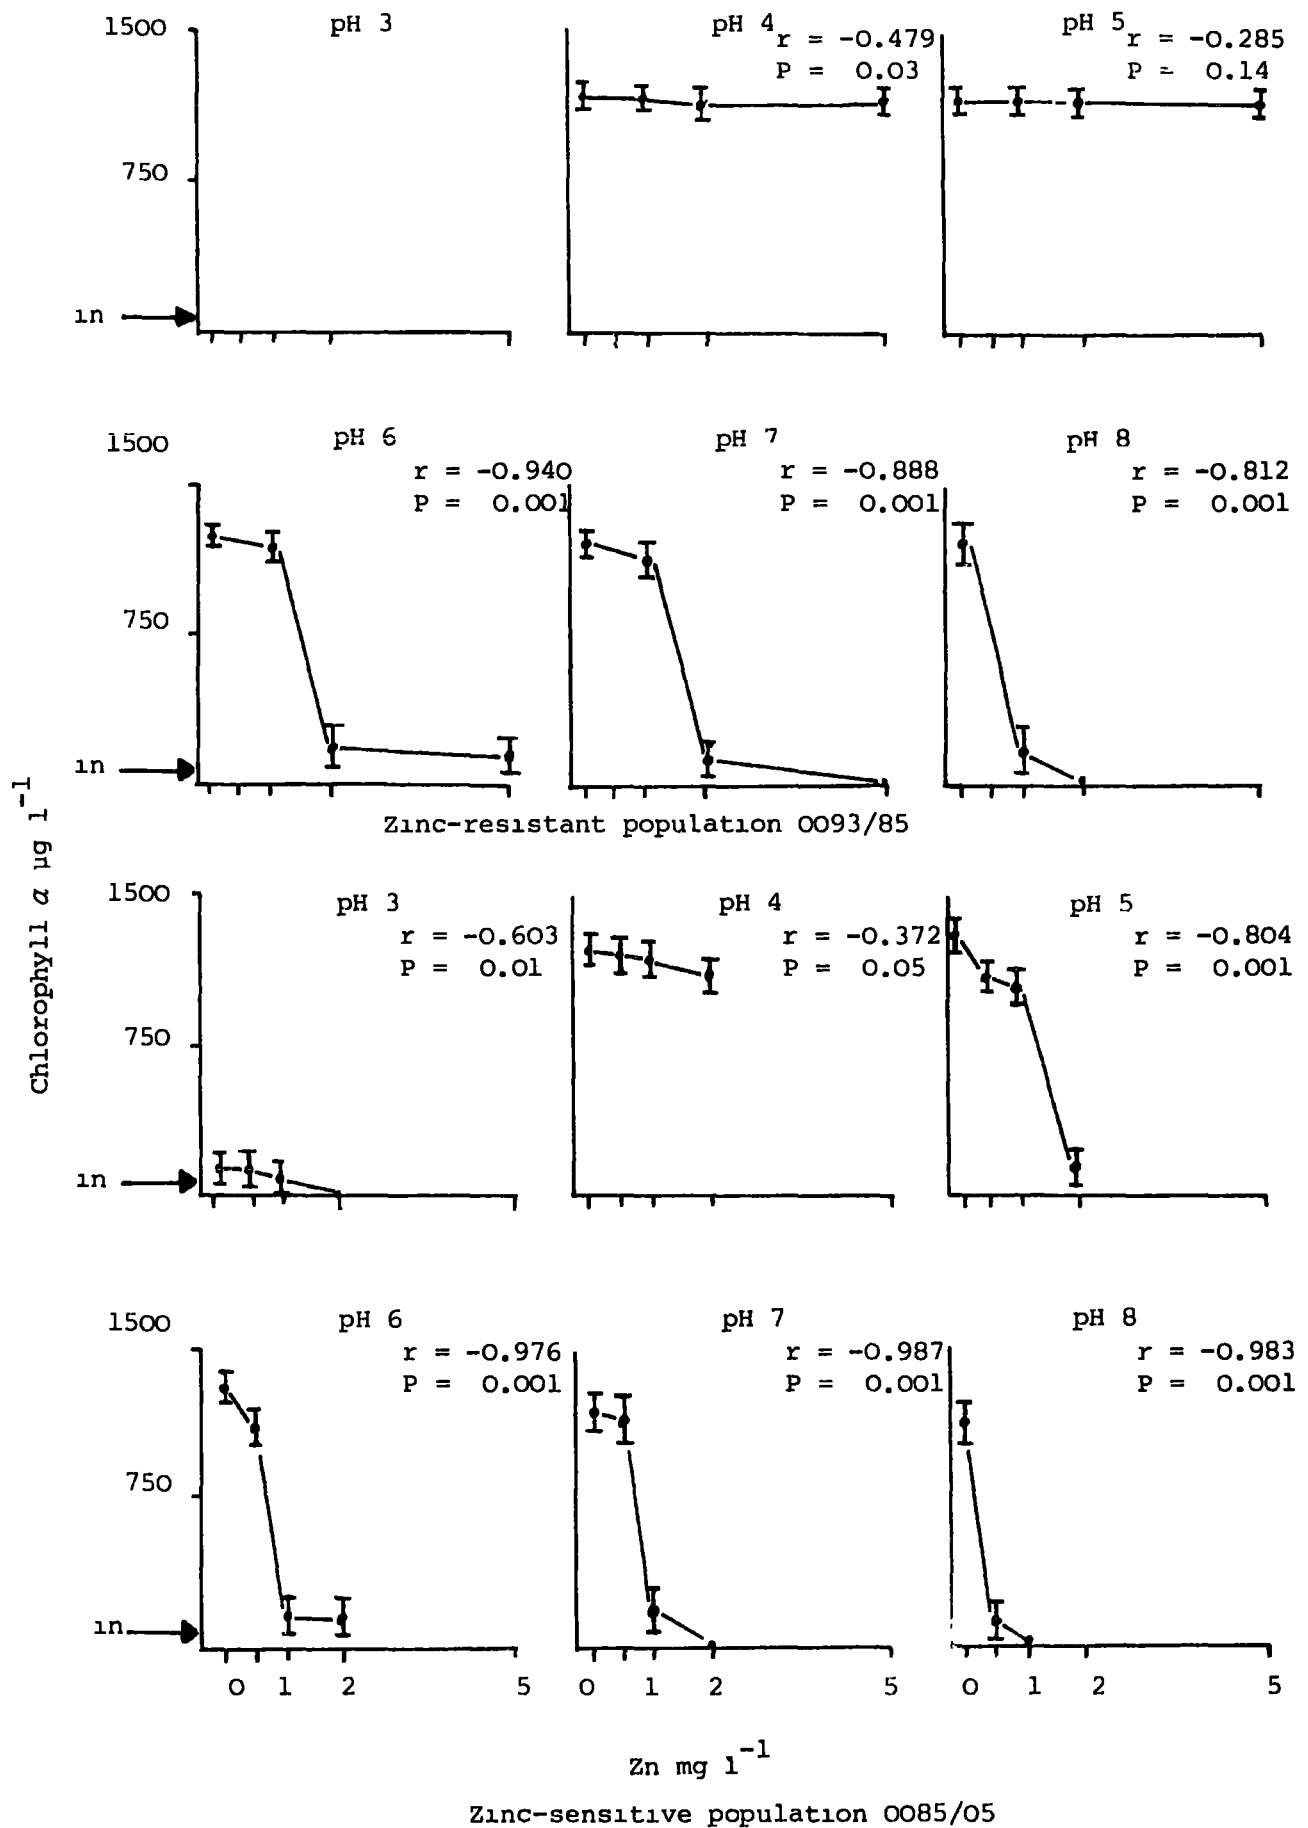 1500
pH 3
pH 4
r = -0.479
P = 0.03
pH 5
r = -0.285
P = 0.14
750
in
1500
pH 6
r = -0.940
P = 0.001
pH 7
r = -0.888
P = 0.001
pH 8
r = -0.812
P = 0.001
750
in
Zinc-resistant population 0093/85
Chlorophyll a µg l⁻¹
1500
pH 3
r = -0.603
P = 0.01
pH 4
r = -0.372
P = 0.05
pH 5
r = -0.804
P = 0.001
750
in
1500
pH 6
r = -0.976
P = 0.001
pH 7
r = -0.987
P = 0.001
pH 8
r = -0.983
P = 0.001
750
in
0 1 2 5
0 1 2 5
0 1 2 5
Zn mg l⁻¹
Zinc-sensitive population 0085/05